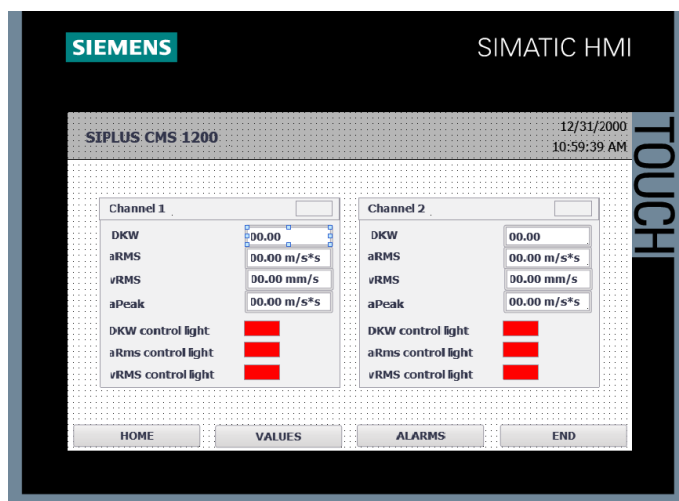 SIEMENS
SIMATIC HMI
TOUCH
SIPLUS CMS 1200
12/31/2000
10:59:39 AM
Channel 1
DKW 00.00
aRMS 00.00 m/s*s
vRMS 00.00 mm/s
aPeak 00.00 m/s*s
DKW control light
aRms control light
vRMS control light
Channel 2
DKW 00.00
aRMS 00.00 m/s*s
vRMS 00.00 mm/s
aPeak 00.00 m/s*s
DKW control light
aRms control light
vRMS control light
HOME VALUES ALARMS END